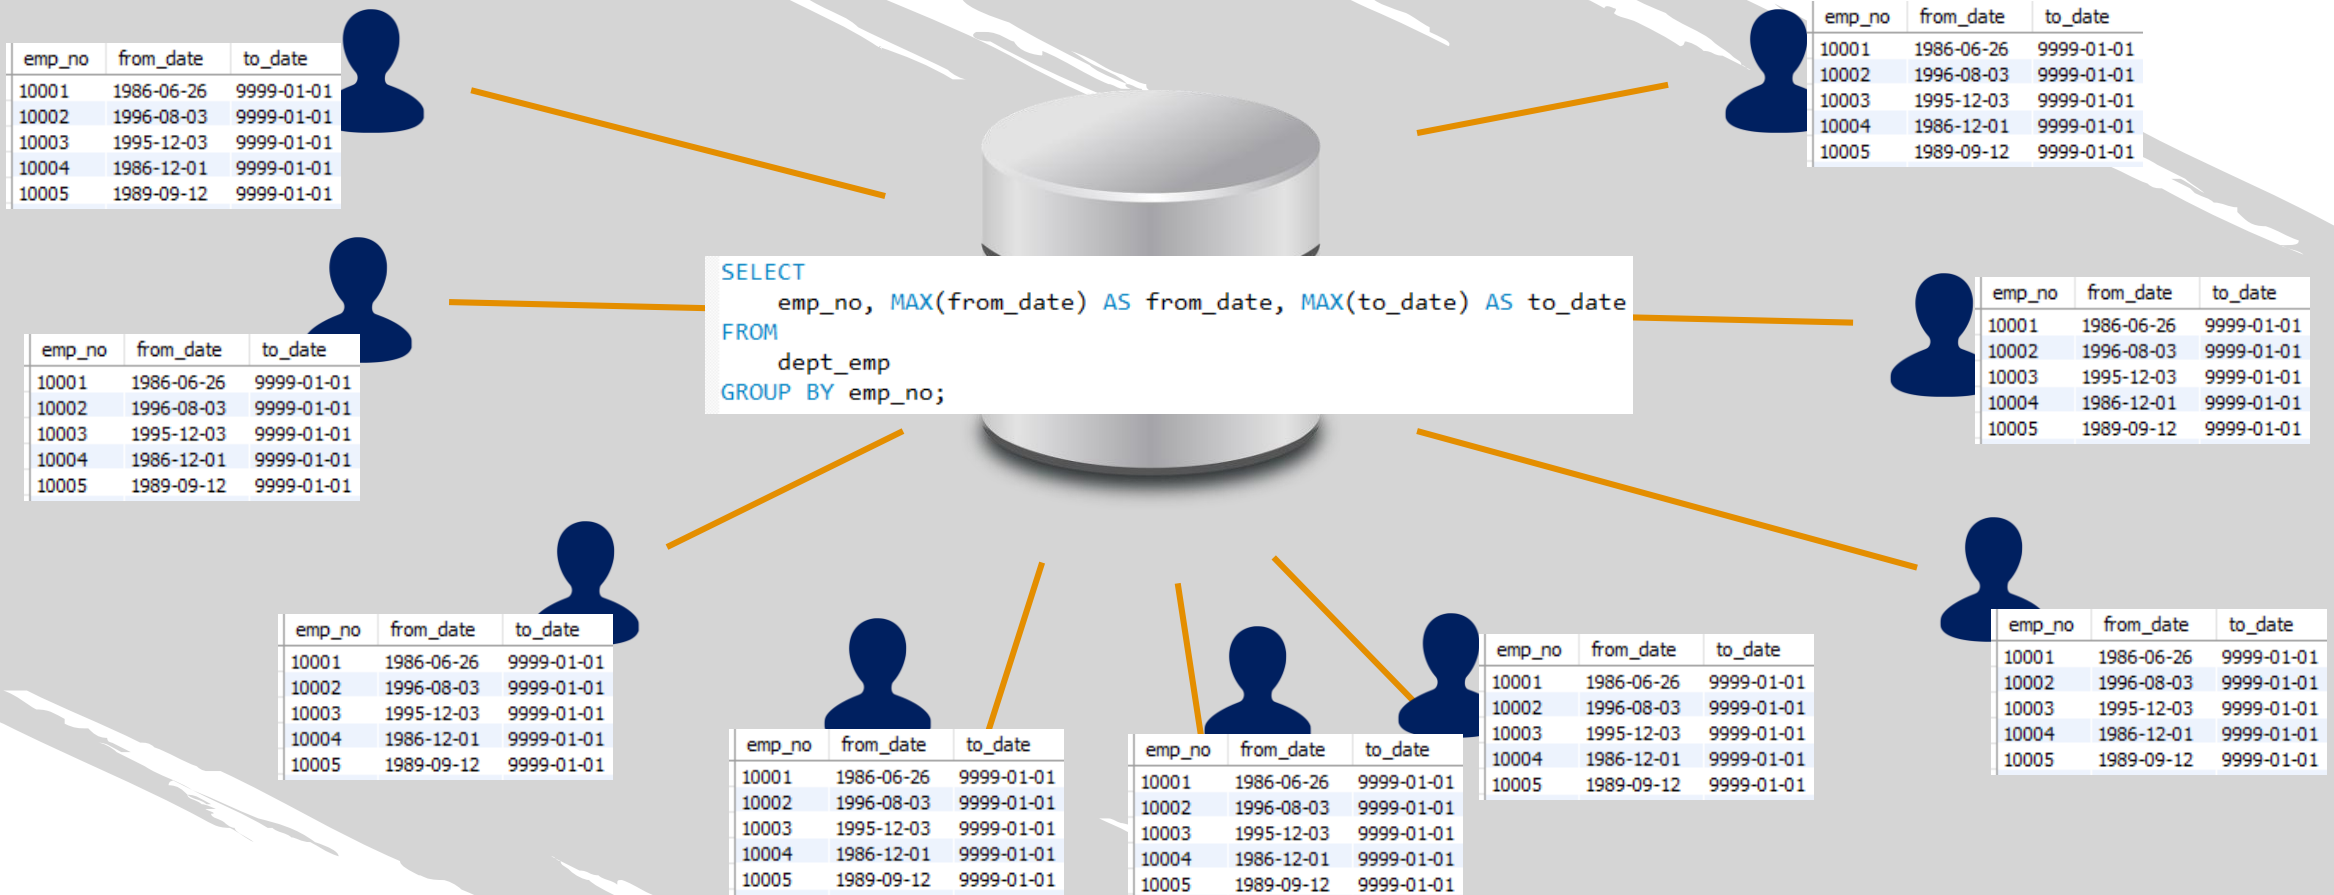 emp_no from_date to_date
10001 1986-06-26 9999-01-01
10002 1996-08-03 9999-01-01
10003 1995-12-03 9999-01-01
10004 1986-12-01 9999-01-01
10005 1989-09-12 9999-01-01
emp_no from_date to_date
10001 1986-06-26 9999-01-01
10002 1996-08-03 9999-01-01
10003 1995-12-03 9999-01-01
10004 1986-12-01 9999-01-01
10005 1989-09-12 9999-01-01
SELECT
emp_no, MAX(from_date) AS from_date, MAX(to_date) AS to_date
FROM
dept_emp
GROUP BY emp_no;
emp_no from_date to_date
10001 1986-06-26 9999-01-01
10002 1996-08-03 9999-01-01
10003 1995-12-03 9999-01-01
10004 1986-12-01 9999-01-01
10005 1989-09-12 9999-01-01
emp_no from_date to_date
10001 1986-06-26 9999-01-01
10002 1996-08-03 9999-01-01
10003 1995-12-03 9999-01-01
10004 1986-12-01 9999-01-01
10005 1989-09-12 9999-01-01
emp_no from_date to_date
10001 1986-06-26 9999-01-01
10002 1996-08-03 9999-01-01
10003 1995-12-03 9999-01-01
10004 1986-12-01 9999-01-01
10005 1989-09-12 9999-01-01
emp_no from_date to_date
10001 1986-06-26 9999-01-01
10002 1996-08-03 9999-01-01
10003 1995-12-03 9999-01-01
10004 1986-12-01 9999-01-01
10005 1989-09-12 9999-01-01
emp_no from_date to_date
10001 1986-06-26 9999-01-01
10002 1996-08-03 9999-01-01
10003 1995-12-03 9999-01-01
10004 1986-12-01 9999-01-01
10005 1989-09-12 9999-01-01
emp_no from_date to_date
10001 1986-06-26 9999-01-01
10002 1996-08-03 9999-01-01
10003 1995-12-03 9999-01-01
10004 1986-12-01 9999-01-01
10005 1989-09-12 9999-01-01
emp_no from_date to_date
10001 1986-06-26 9999-01-01
10002 1996-08-03 9999-01-01
10003 1995-12-03 9999-01-01
10004 1986-12-01 9999-01-01
10005 1989-09-12 9999-01-01